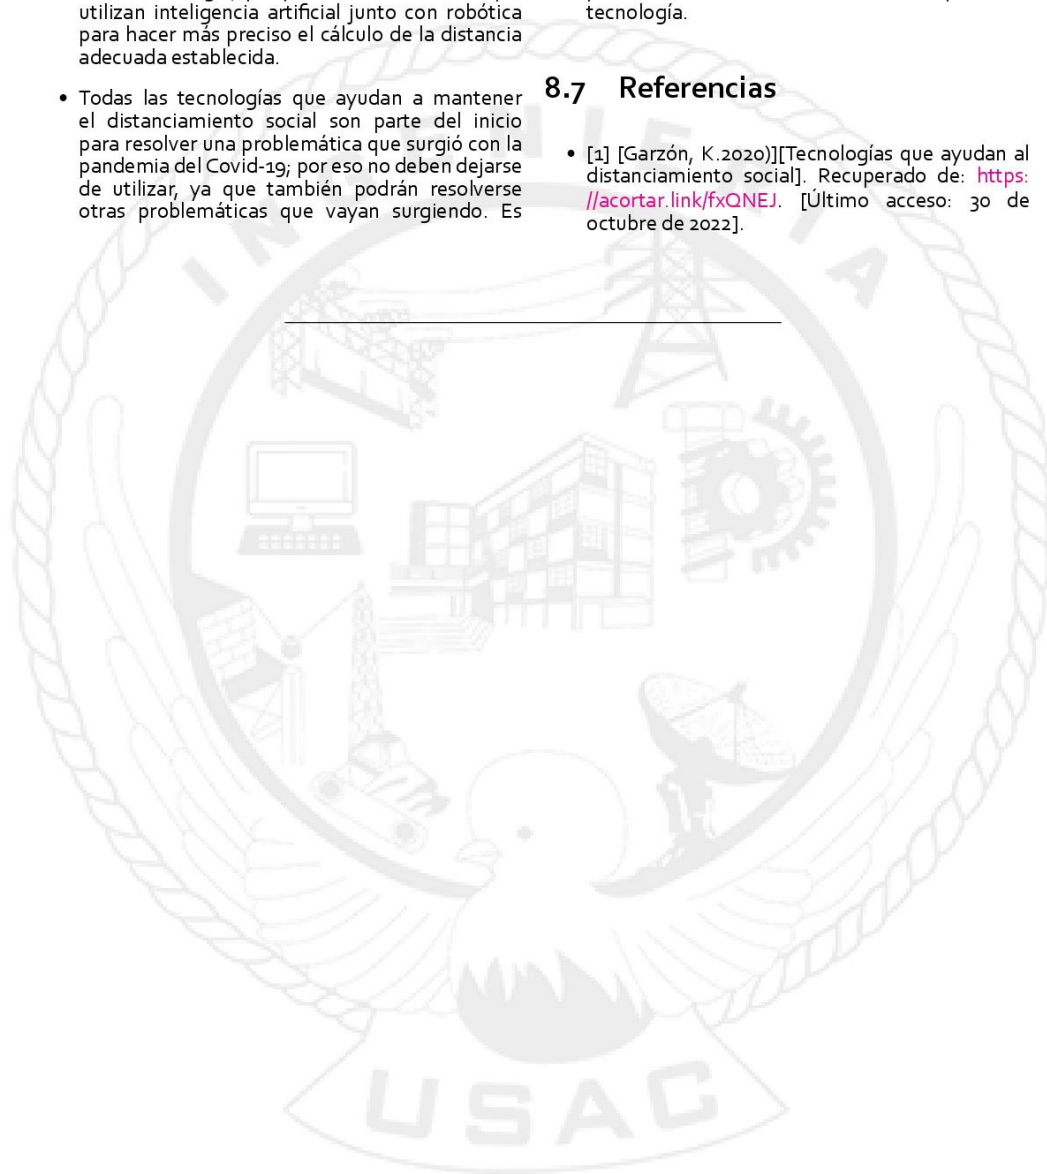 utilizan inteligencia artificial junto con robótica
para hacer más preciso el cálculo de la distancia
adecuada establecida.
• Todas las tecnologías que ayudan a mantener
el distanciamiento social son parte del inicio
para resolver una problemática que surgió con la
pandemia del Covid-19; por eso no deben dejarse
de utilizar, ya que también podrán resolverse
otras problemáticas que vayan surgiendo. Es
tecnología.
8.7 Referencias
• [1] [Garzón, K.2020)][Tecnologías que ayudan al
distanciamiento social]. Recuperado de: https:
//acortar.link/fxQNEJ. [Último acceso: 30 de
octubre de 2022].
USAC